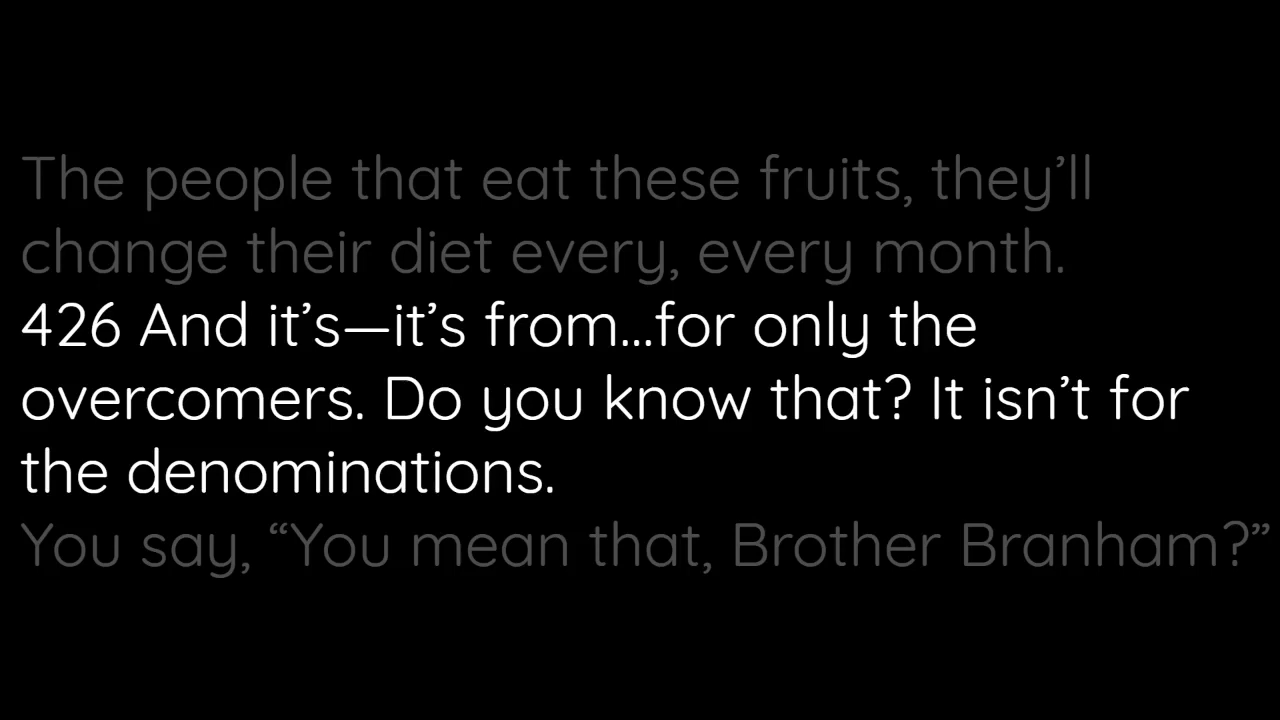 The people that eat these fruits, they’ll
change their diet every, every month.
426 And it’s—it’s from...for only the
overcomers. Do you know that? It isn’t for
the denominations.
You say, “You mean that, Brother Branham?”